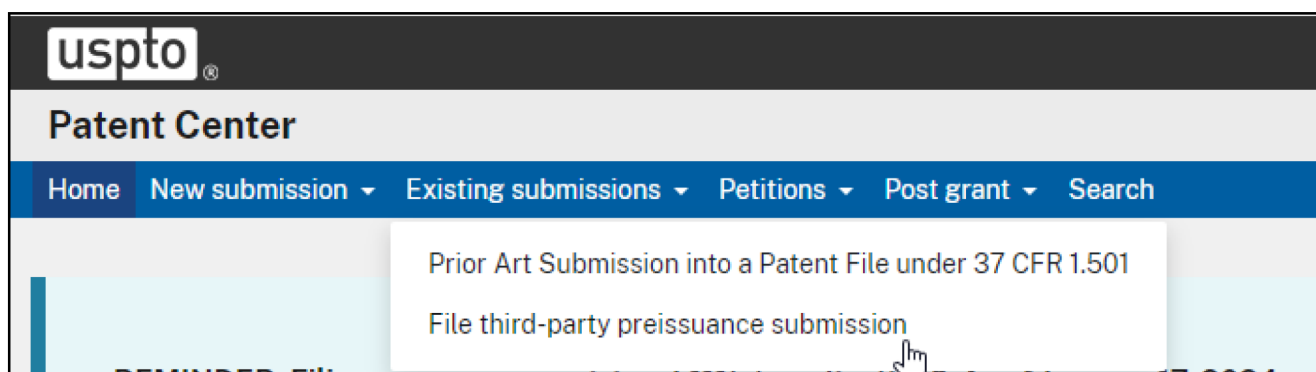 uspto ®
Patent Center
Home New submission Existing submissions Petitions Post grant Search
Prior Art Submission into a Patent File under 37 CFR 1.501
File third-party preissuance submission